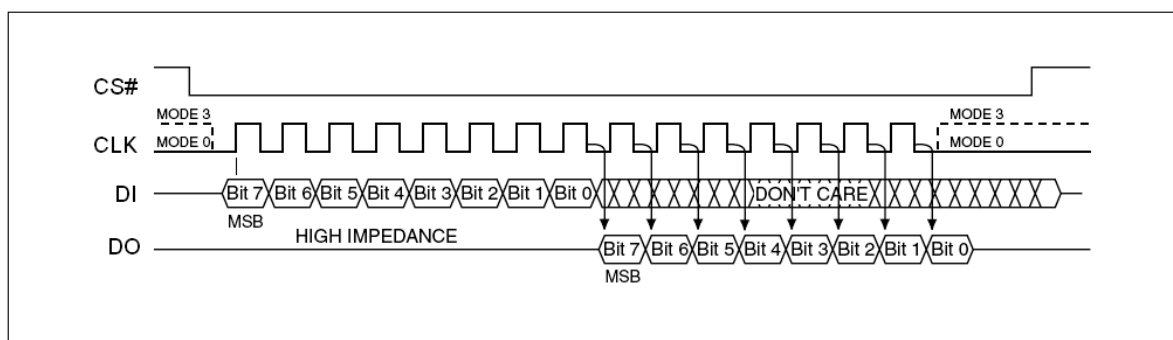 CS#
MODE 3 MODE 3
CLK MODE 0 MODE 0
DI Bit 7 Bit 6 Bit 5 Bit 4 Bit 3 Bit 2 Bit 1 Bit 0 DON'T CARE
MSB
HIGH IMPEDANCE
DO Bit 7 Bit 6 Bit 5 Bit 4 Bit 3 Bit 2 Bit 1 Bit 0
MSB